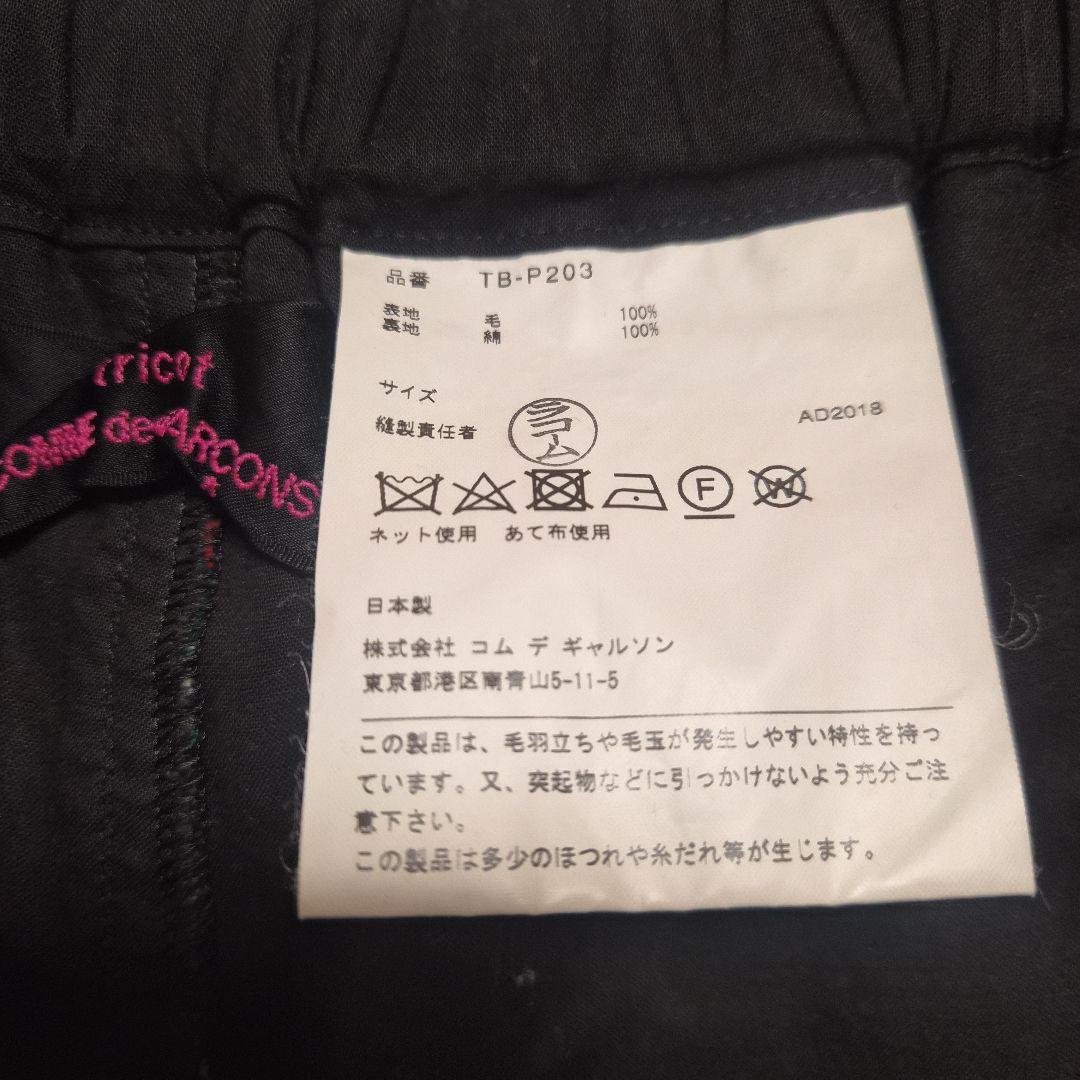 tricot
COMME des GARCONS
品番 TB-P203
表地 毛 100%
裏地 綿 100%
サイズ
縫製責任者 ラコーム AD2018
F W
ネット使用 あて布使用
日本製
株式会社 コム デ ギャルソン
東京都港区南青山5-11-5
この製品は、毛羽立ちや毛玉が発生しやすい特性を持っ
ています。又、突起物などに引っかけないよう充分ご注
意下さい。
この製品は多少のほつれや糸だれ等が生じます。